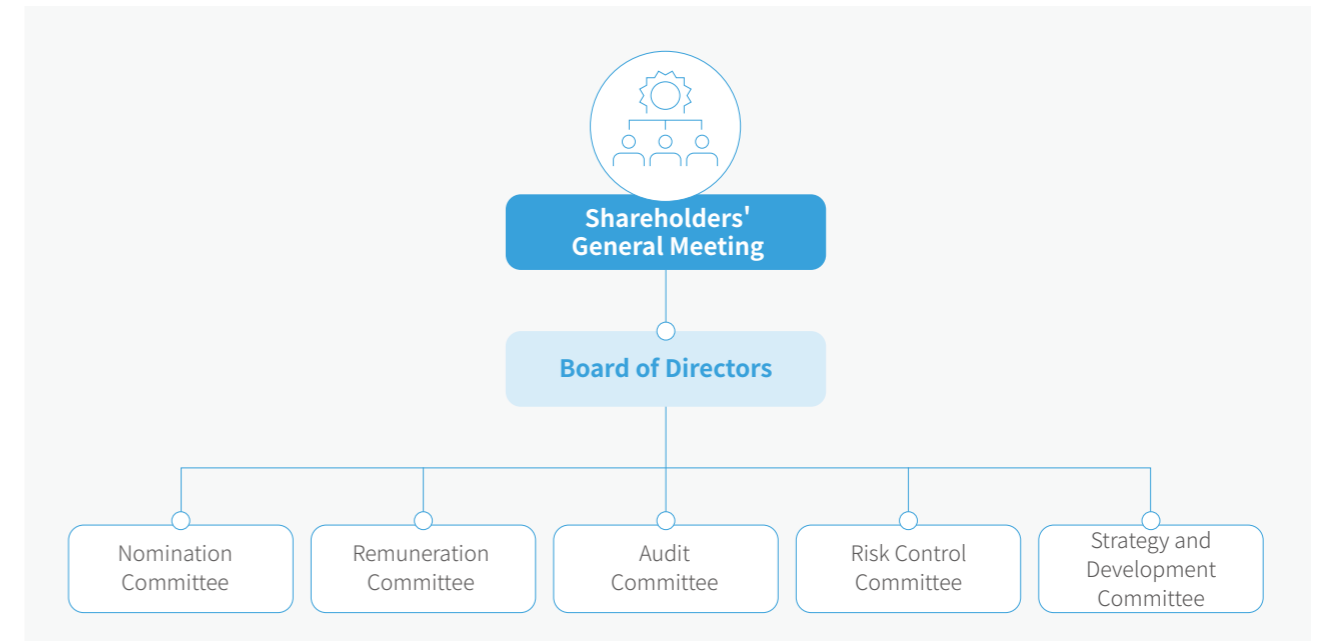 Shareholders'
General Meeting
Board of Directors
Nomination
Committee
Remuneration
Committee
Audit
Committee
Risk Control
Committee
Strategy and
Development
Committee